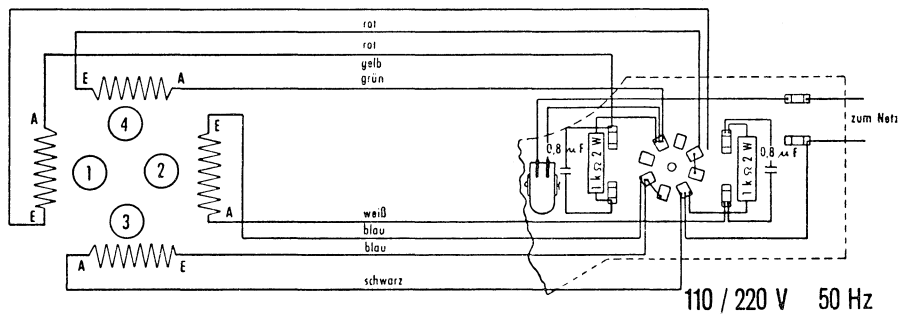 rot
rot
gelb
grün
E
A
4
A
1
E
E
2
A
3
A
E
weiß
blau
blau
schwarz
0,8 µF
1 kΩ 2 W
1 kΩ 2 W
0,8 µF
zum Netz
110 / 220 V 50 Hz